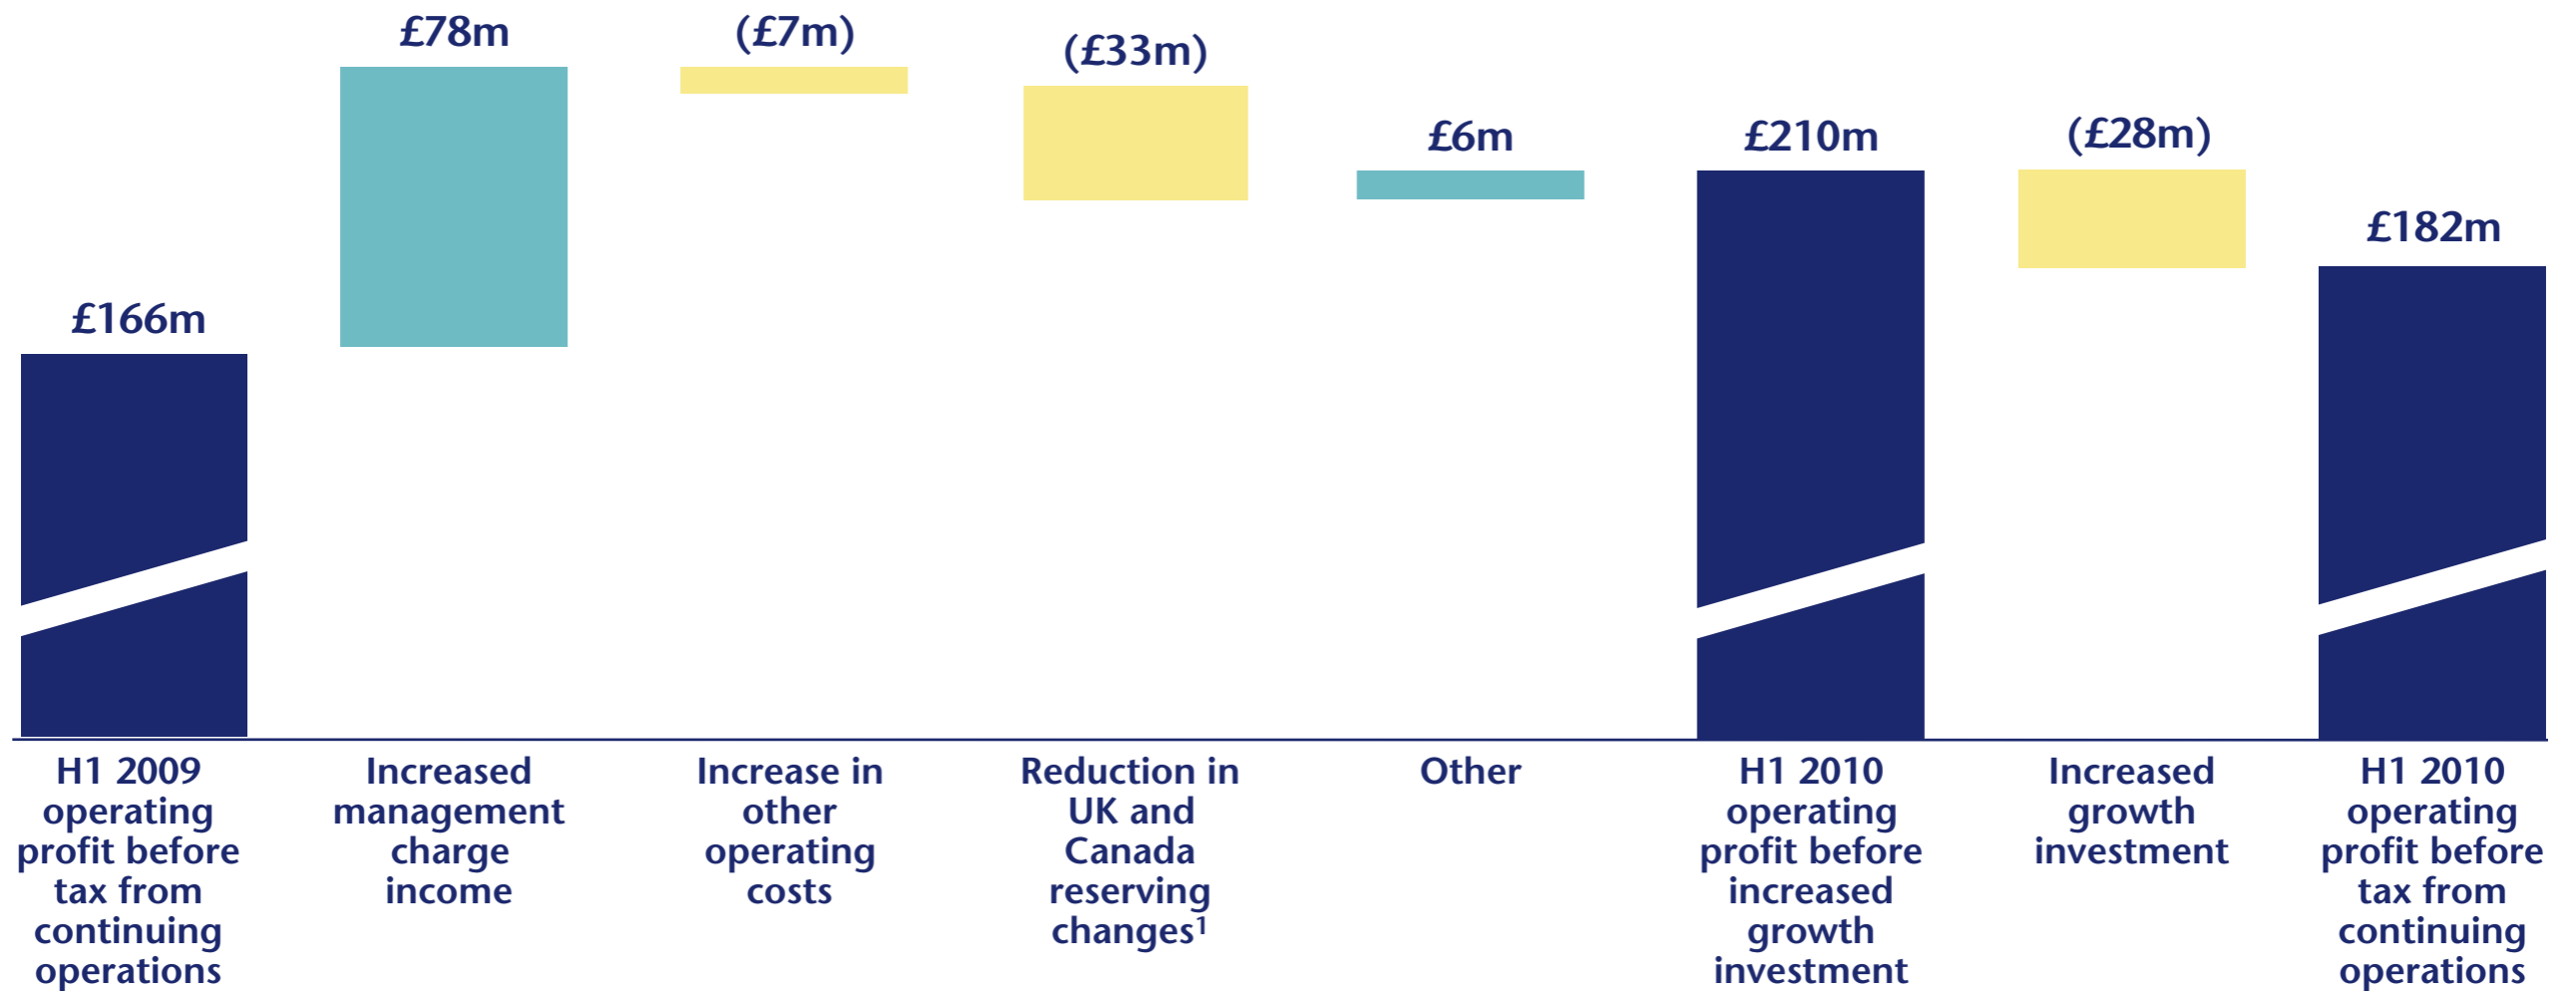 £78m
(£7m)
(£33m)
£6m
£210m
(£28m)
£182m
£166m
H1 2009
operating
profit before
tax from
continuing
operations
Increased
management
charge
income
Increase in
other
operating
costs
Reduction in
UK and
Canada
reserving
changes¹
Other
H1 2010
operating
profit before
increased
growth
investment
Increased
growth
investment
H1 2010
operating
profit before
tax from
continuing
operations